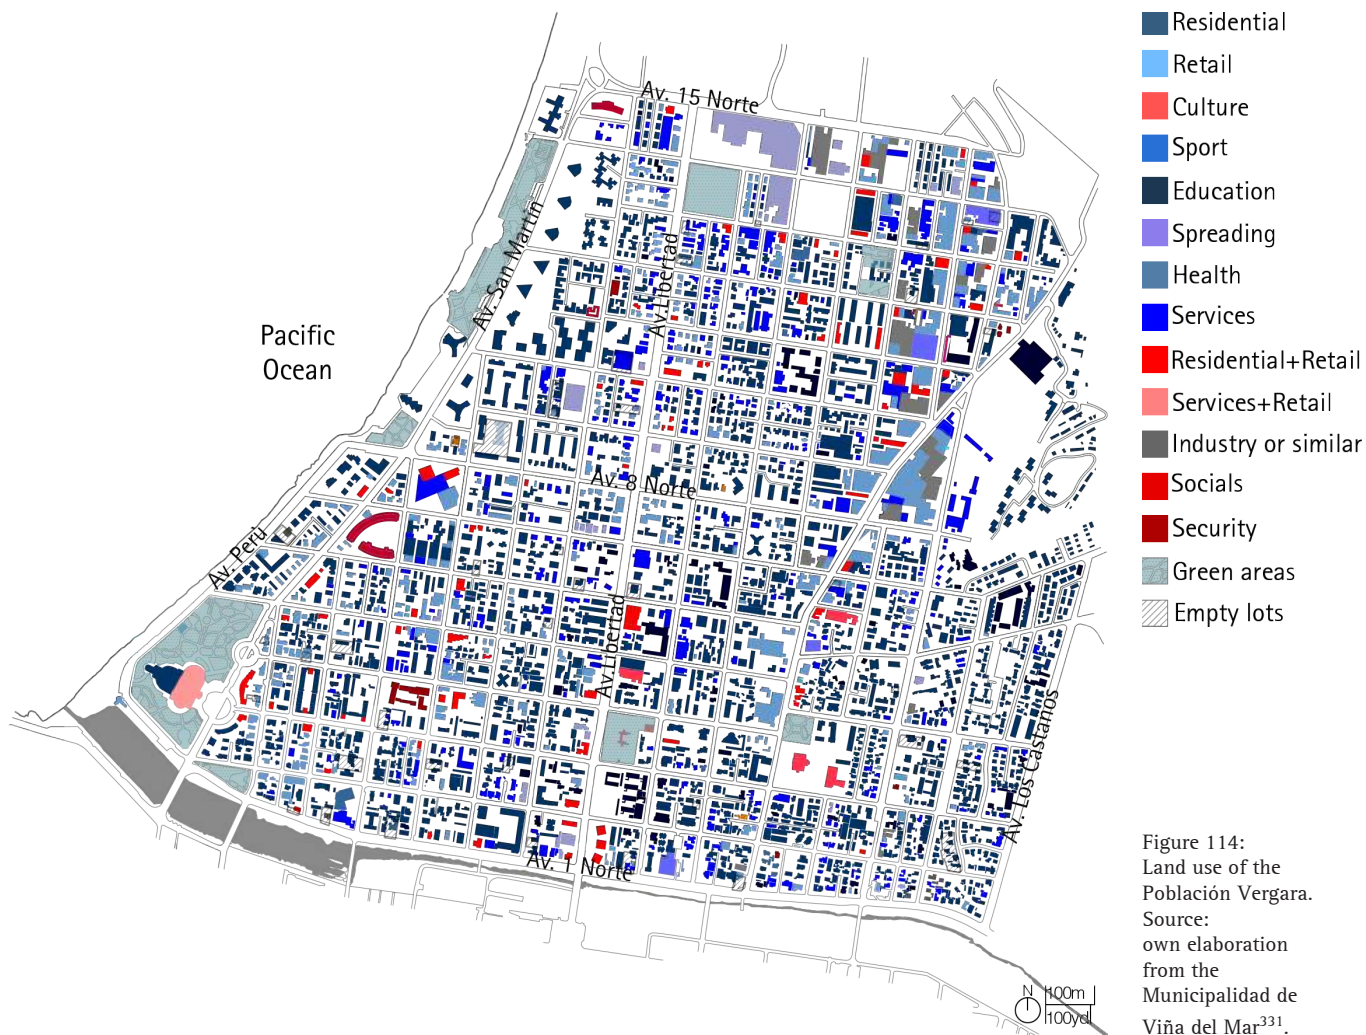 Av. 15 Norte
Av. San Martín
Av.Libertad
Pacific
Ocean
Av. 8 Norte
Av. Perù
Av.Libertad
Av. Los Castanos
Av. 1 Norte
N
100m
100yd
Residential
Retail
Culture
Sport
Education
Spreading
Health
Services
Residential+Retail
Services+Retail
Industry or similar
Socials
Security
Green areas
Empty lots
Figure 114:
Land use of the
Población Vergara.
Source:
own elaboration
from the
Municipalidad de
Viña del Mar331.